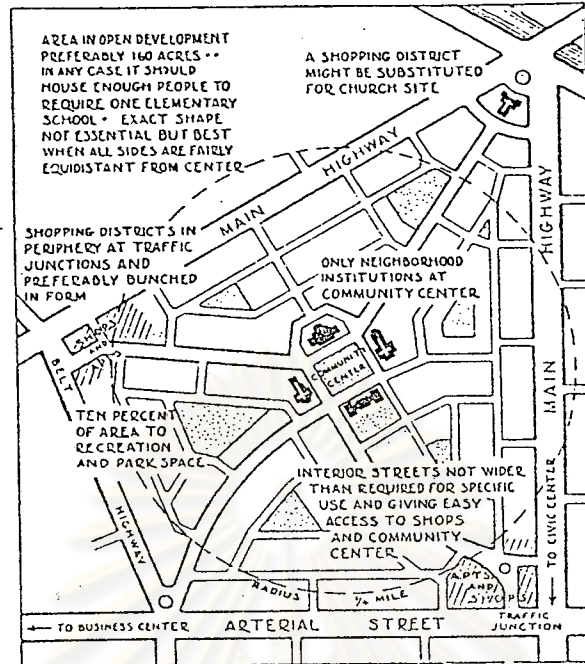 AREA IN OPEN DEVELOPMENT
PREFERABLY 160 ACRES ··
IN ANY CASE IT SHOULD
HOUSE ENOUGH PEOPLE TO
REQUIRE ONE ELEMENTARY
SCHOOL · EXACT SHAPE
NOT ESSENTIAL BUT BEST
WHEN ALL SIDES ARE FAIRLY
EQUIDISTANT FROM CENTER
A SHOPPING DISTRICT
MIGHT BE SUBSTITUTED
FOR CHURCH SITE
MAIN HIGHWAY
HIGHWAY
MAIN
SHOPPING DISTRICTS IN
PERIPHERY AT TRAFFIC
JUNCTIONS AND
PREFERABLY BUNCHED
IN FORM
ONLY NEIGHBORHOOD
INSTITUTIONS AT
COMMUNITY CENTER
SHOPS
AND
BELT
HIGHWAY
COMMUNITY
CENTER
TEN PERCENT
OF AREA TO
RECREATION
AND PARK SPACE
INTERIOR STREETS NOT WIDER
THAN REQUIRED FOR SPECIFIC
USE AND GIVING EASY
ACCESS TO SHOPS
AND COMMUNITY
CENTER
TO CIVIC CENTER
RADIUS 1/4 MILE
APTS
AND
SHOPS
TRAFFIC
JUNCTION
← TO BUSINESS CENTER ARTERIAL STREET